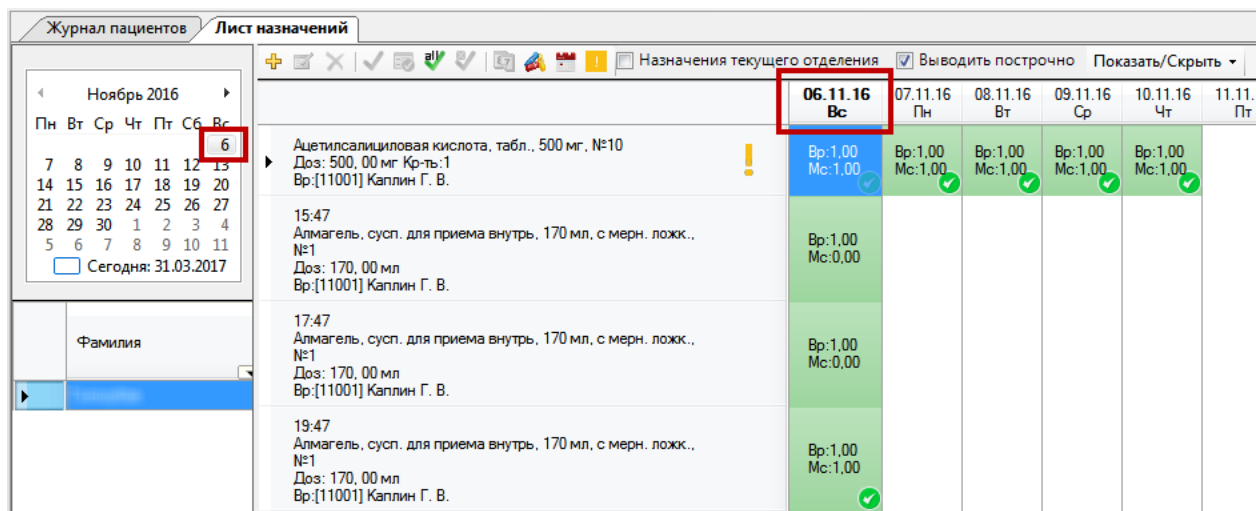 Журнал пациентов Лист назначений
Назначения текущего отделения Выводить построчно Показать/Скрыть
Ноябрь 2016
Пн Вт Ср Чт Пт Сб Вс
6
7 8 9 10 11 12 13
14 15 16 17 18 19 20
21 22 23 24 25 26 27
28 29 30 1 2 3 4
5 6 7 8 9 10 11
Сегодня: 31.03.2017
Фамилия
06.11.16 07.11.16 08.11.16 09.11.16 10.11.16 11.11.
Вс Пн Вт Ср Чт Пт
Ацетилсалициловая кислота, табл., 500 мг, №10
Доз: 500, 00 мг Кр-ть:1
Вр:[11001] Каплин Г. В.
Вр:1,00 Вр:1,00 Вр:1,00 Вр:1,00 Вр:1,00
Мс:1,00 Мс:1,00 Мс:1,00 Мс:1,00 Мс:1,00
15:47
Алмагель, сусп. для приема внутрь, 170 мл, с мерн. ложк.,
№1
Доз: 170, 00 мл
Вр:[11001] Каплин Г. В.
Вр:1,00
Мс:0,00
17:47
Алмагель, сусп. для приема внутрь, 170 мл, с мерн. ложк.,
№1
Доз: 170, 00 мл
Вр:[11001] Каплин Г. В.
Вр:1,00
Мс:0,00
19:47
Алмагель, сусп. для приема внутрь, 170 мл, с мерн. ложк.,
№1
Доз: 170, 00 мл
Вр:[11001] Каплин Г. В.
Вр:1,00
Мс:1,00